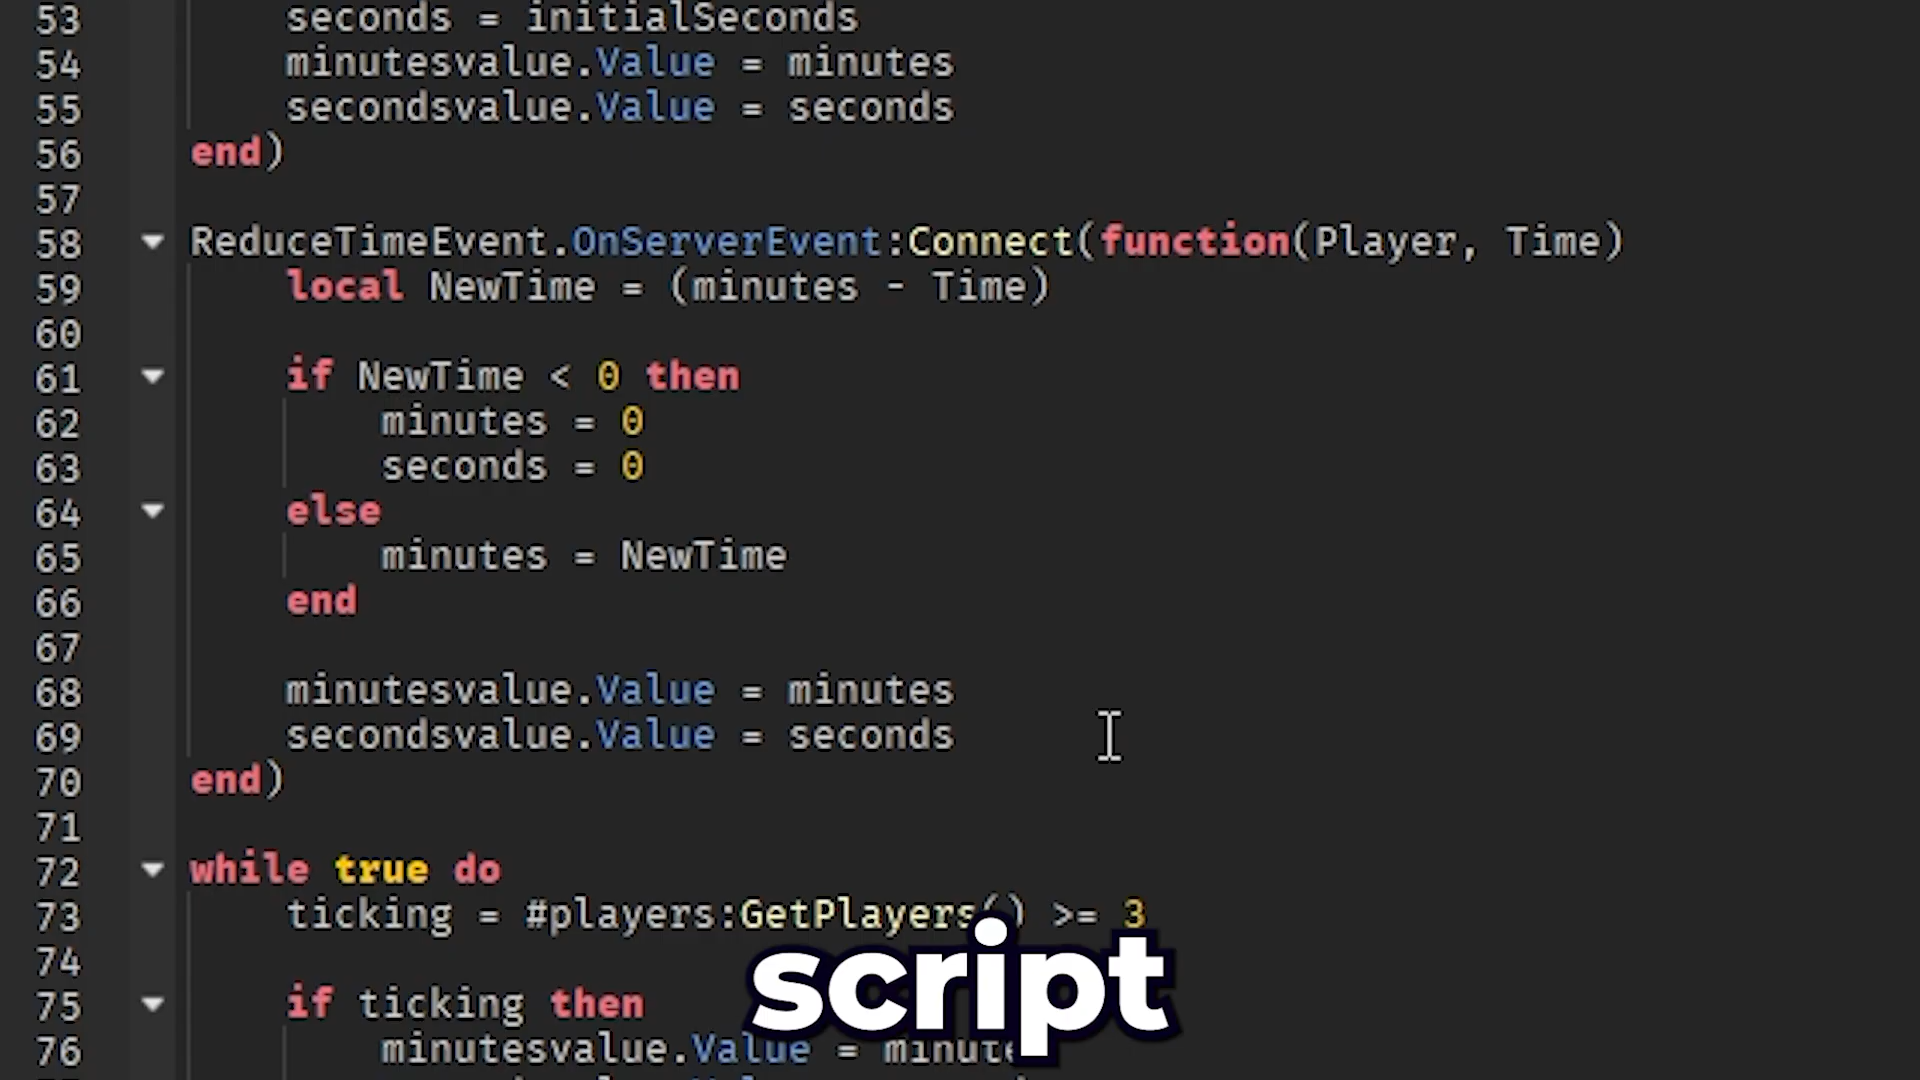 53 seconds = initialSeconds
54 minutesvalue.Value = minutes
55 secondsvalue.Value = seconds
56 end)
57
58 ReduceTimeEvent.OnServerEvent:Connect(function(Player, Time)
59 local NewTime = (minutes - Time)
60
61 if NewTime < 0 then
62 minutes = 0
63 seconds = 0
64 else
65 minutes = NewTime
66 end
67
68 minutesvalue.Value = minutes
69 secondsvalue.Value = seconds
70 end)
71
72 while true do
73 ticking = #players:GetPlayers() >= 3
74
75 if ticking then
76 minutesvalue.Value =
script